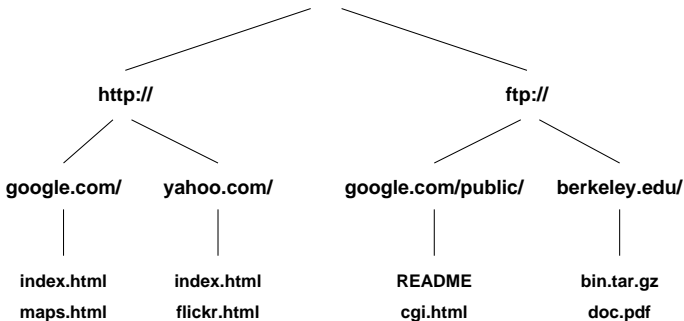 http://
ftp://
google.com/
yahoo.com/
google.com/public/
berkeley.edu/
index.html
index.html
README
bin.tar.gz
maps.html
flickr.html
cgi.html
doc.pdf